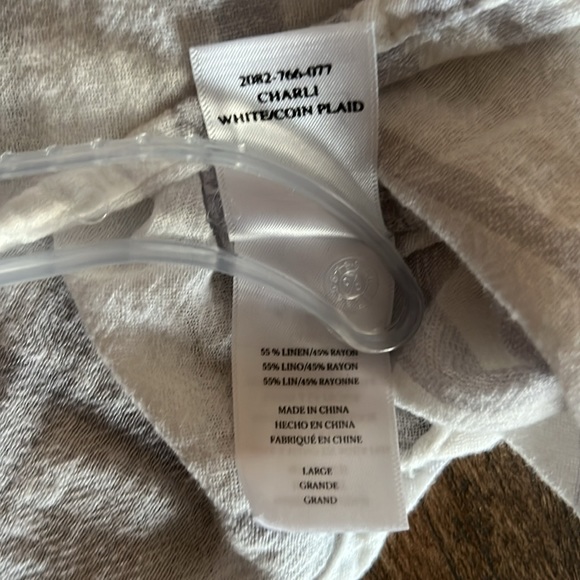 2082-766-077
CHARLI
WHITE/COIN PLAID
55 % LINEN/45% RAYON
55% LINO/45% RAYON
55% LIN/45% RAYONNE
MADE IN CHINA
HECHO EN CHINA
FABRIQUÉ EN CHINE
LARGE
GRANDE
GRAND